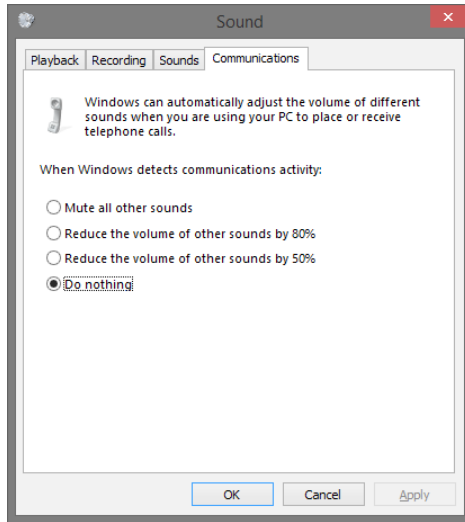 Sound
Playback Recording Sounds Communications
Windows can automatically adjust the volume of different
sounds when you are using your PC to place or receive
telephone calls.
When Windows detects communications activity:
Mute all other sounds
Reduce the volume of other sounds by 80%
Reduce the volume of other sounds by 50%
Do nothing
OK Cancel Apply